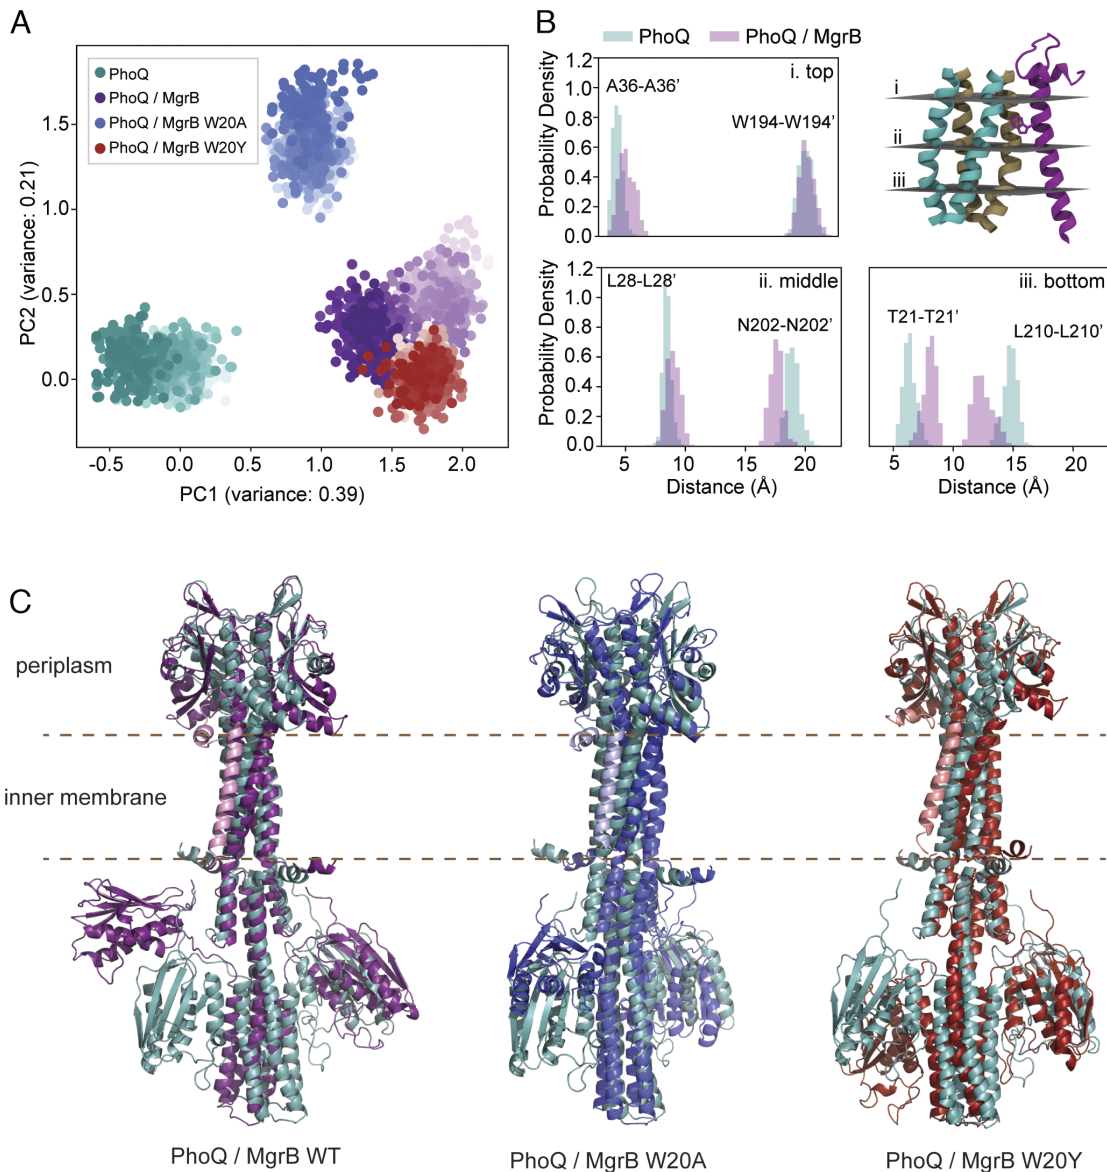 A
PhoQ
PhoQ / MgrB
PhoQ / MgrB W20A
PhoQ / MgrB W20Y
1.5
1.0
0.5
0.0
PC2 (variance: 0.21)
-0.5 0.0 0.5 1.0 1.5 2.0
PC1 (variance: 0.39)
B
PhoQ PhoQ / MgrB
i. top
A36-A36’
W194-W194’
1.2
1.0
0.8
0.6
0.4
0.2
0.0
Probability Density
i
ii
iii
ii. middle
L28-L28’
N202-N202’
1.2
1.0
0.8
0.6
0.4
0.2
0.0
Probability Density
5 10 15 20
Distance (Å)
iii. bottom
T21-T21’
L210-L210’
5 10 15 20
Distance (Å)
C
periplasm
inner membrane
PhoQ / MgrB WT
PhoQ / MgrB W20A
PhoQ / MgrB W20Y